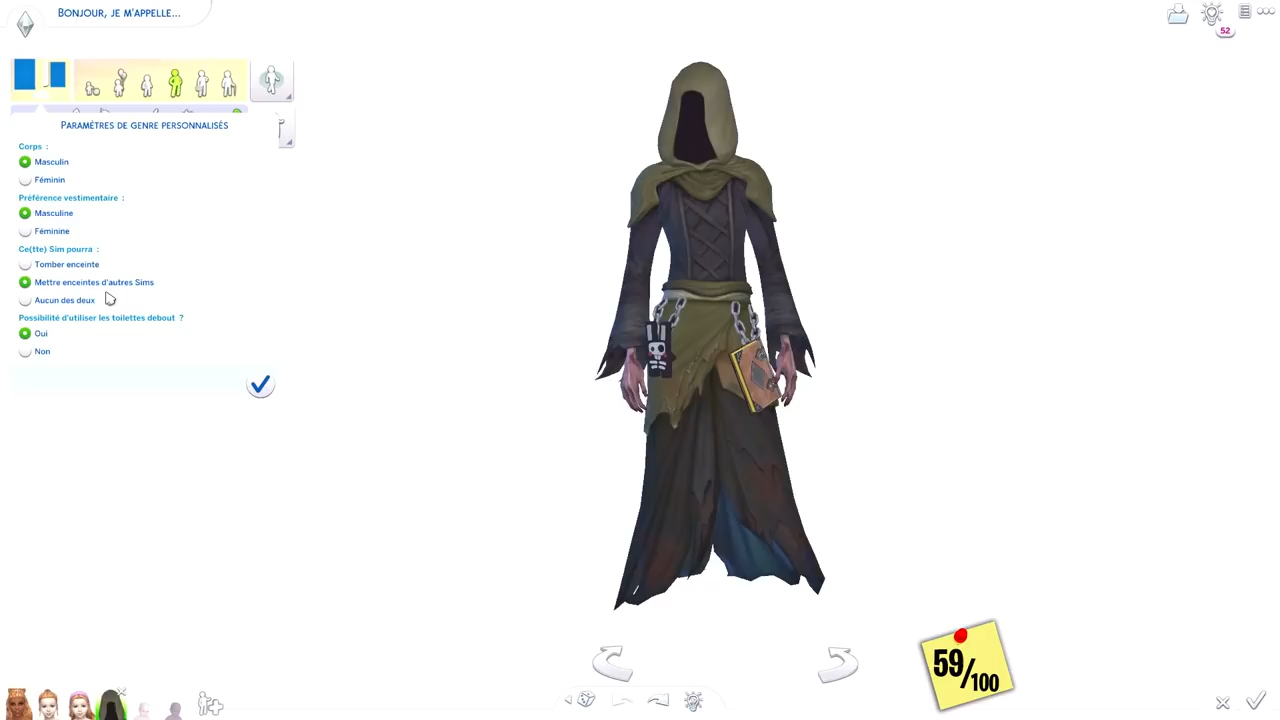 BONJOUR, JE M'APPELLE...
52
PARAMÈTRES DE GENRE PERSONNALISÉS
Corps :
Masculin
Féminin
Préférence vestimentaire :
Masculine
Féminine
Ce(tte) Sim pourra :
Tomber enceinte
Mettre enceintes d'autres Sims
Aucun des deux
Possibilité d'utiliser les toilettes debout ?
Oui
Non
59/100